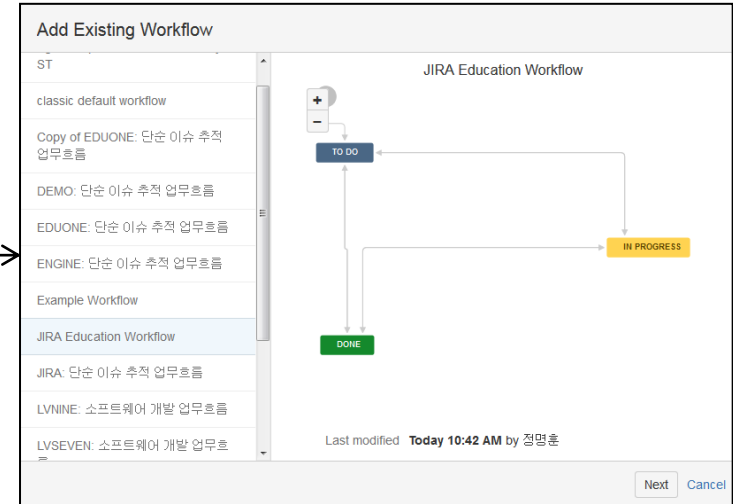 Add Existing Workflow
ST
classic default workflow
Copy of EDUONE: 단순 이슈 추적
업무흐름
DEMO: 단순 이슈 추적 업무흐름
EDUONE: 단순 이슈 추적 업무흐름
ENGINE: 단순 이슈 추적 업무흐름
Example Workflow
JIRA Education Workflow
JIRA: 단순 이슈 추적 업무흐름
LVNINE: 소프트웨어 개발 업무흐름
LVSEVEN: 소프트웨어 개발 업무흐
JIRA Education Workflow
+
−
TO DO
IN PROGRESS
DONE
Last modified Today 10:42 AM by 정명훈
Next Cancel